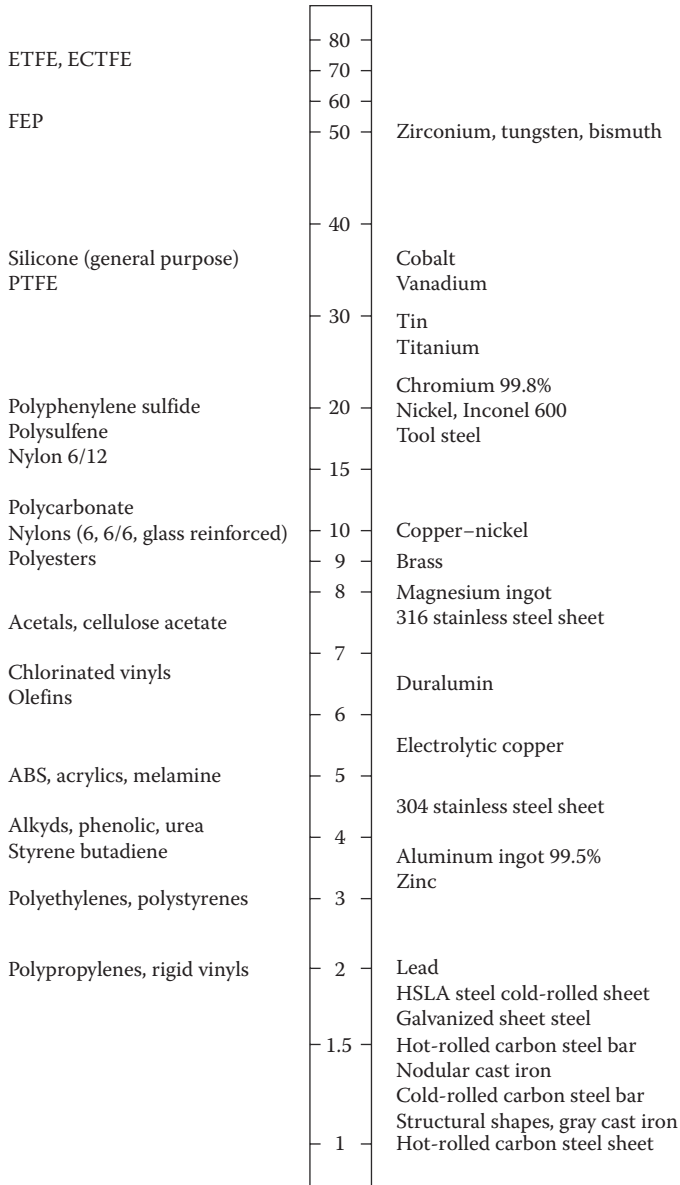 80
ETFE, ECTFE
70
60
FEP
50
Zirconium, tungsten, bismuth
40
Silicone (general purpose)
Cobalt
PTFE
Vanadium
30
Tin
Titanium
Chromium 99.8%
Polyphenylene sulfide
20
Nickel, Inconel 600
Polysulfene
Tool steel
Nylon 6/12
15
Polycarbonate
Nylons (6, 6/6, glass reinforced)
10
Copper–nickel
Polyesters
9
Brass
8
Magnesium ingot
316 stainless steel sheet
Acetals, cellulose acetate
7
Chlorinated vinyls
Duralumin
Olefins
6
Electrolytic copper
ABS, acrylics, melamine
5
304 stainless steel sheet
Alkyds, phenolic, urea
4
Styrene butadiene
Aluminum ingot 99.5%
Zinc
Polyethylenes, polystyrenes
3
Polypropylenes, rigid vinyls
2
Lead
HSLA steel cold-rolled sheet
Galvanized sheet steel
1.5
Hot-rolled carbon steel bar
Nodular cast iron
Cold-rolled carbon steel bar
Structural shapes, gray cast iron
1
Hot-rolled carbon steel sheet